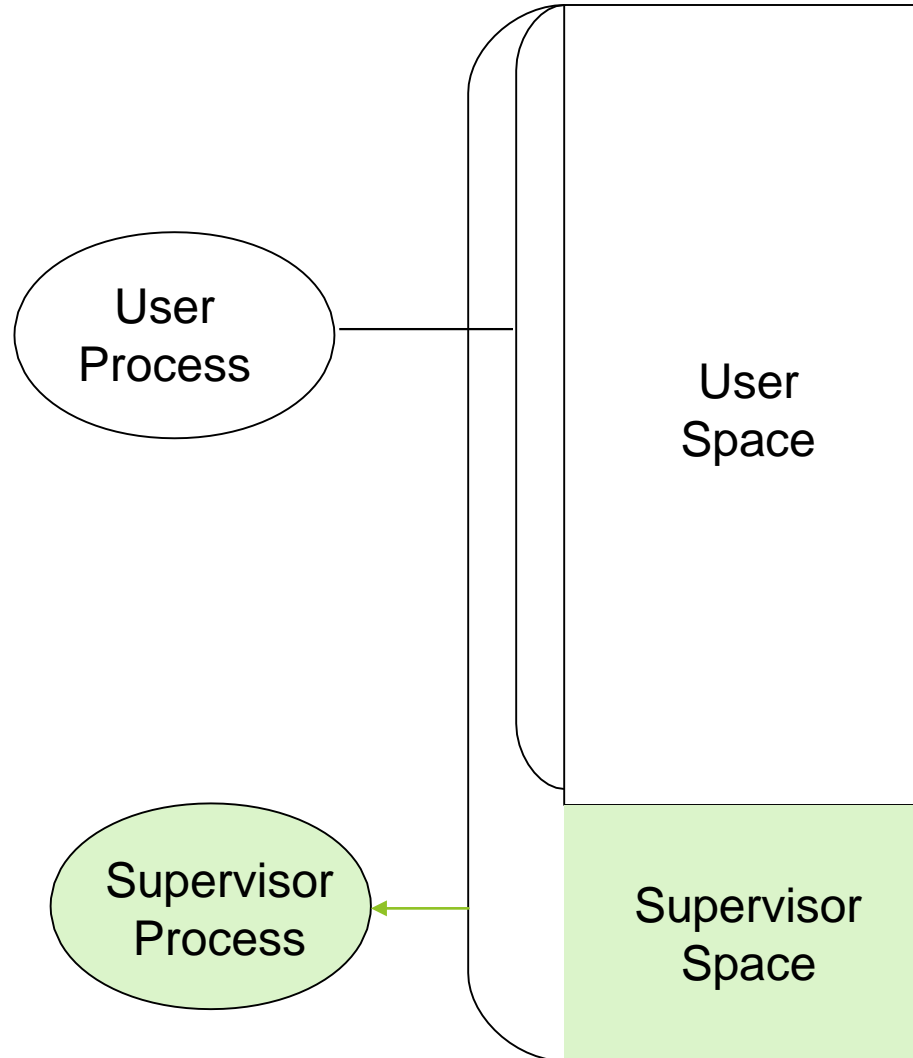 User
Process
User
Space
Supervisor
Process
Supervisor
Space